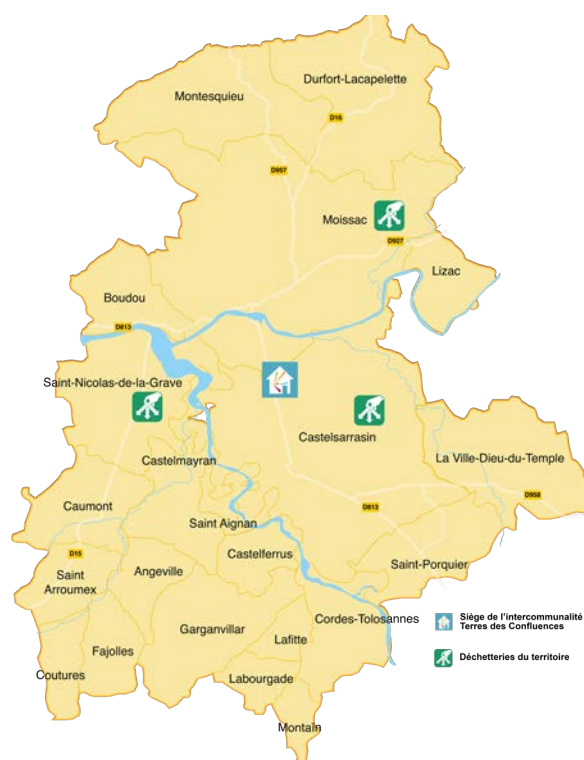 Durfort-Lacapelette
Montesquieu
D16
D957
Moissac
D927
Lizac
Boudou
D813
Saint-Nicolas-de-la-Grave
Castelsarrasin
Castelmayran
La Ville-Dieu-du-Temple
Caumont
D958
D813
Saint Aignan
D15
Castelferrus
Saint-Porquier
Saint
Arroumex
Angeville
Cordes-Tolosannes
Garganvillar
Lafitte
Fajolles
Coutures
Labourgade
Montaïn
Siège de l'intercommunalité
Terres des Confluences
Déchetteries du territoire